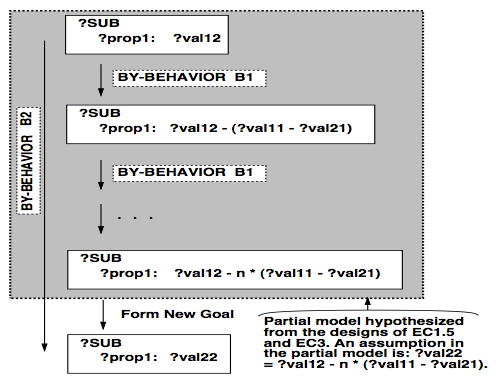 ?SUB
?prop1: ?val12
BY-BEHAVIOR B1
?SUB
?prop1: ?val12 - (?val11 - ?val21)
BY-BEHAVIOR B2
BY-BEHAVIOR B1
. . .
?SUB
?prop1: ?val12 - n * (?val11 - ?val21)
Form New Goal
?SUB
?prop1: ?val22
Partial model hypothesized
from the designs of EC1.5
and EC3. An assumption in
the partial model is: ?val22
= ?val12 - n * (?val11 - ?val21).